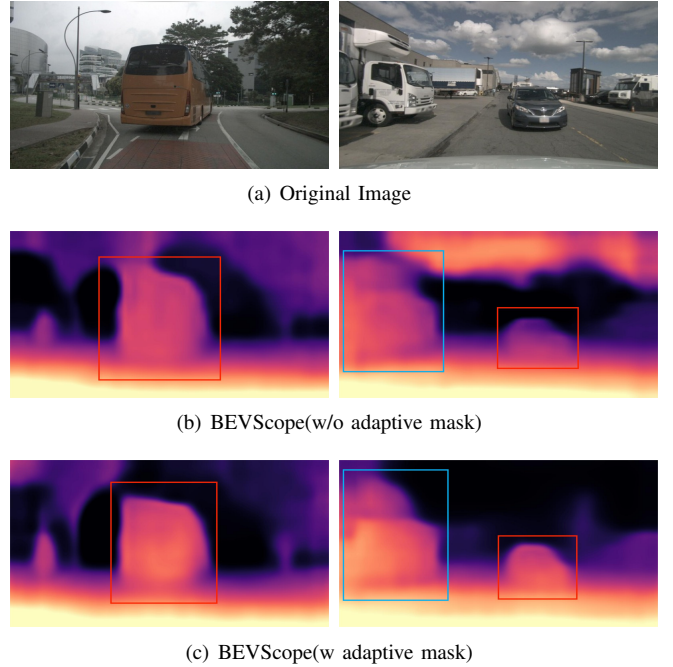 (a) Original Image
(b) BEVScope(w/o adaptive mask)
(c) BEVScope(w adaptive mask)